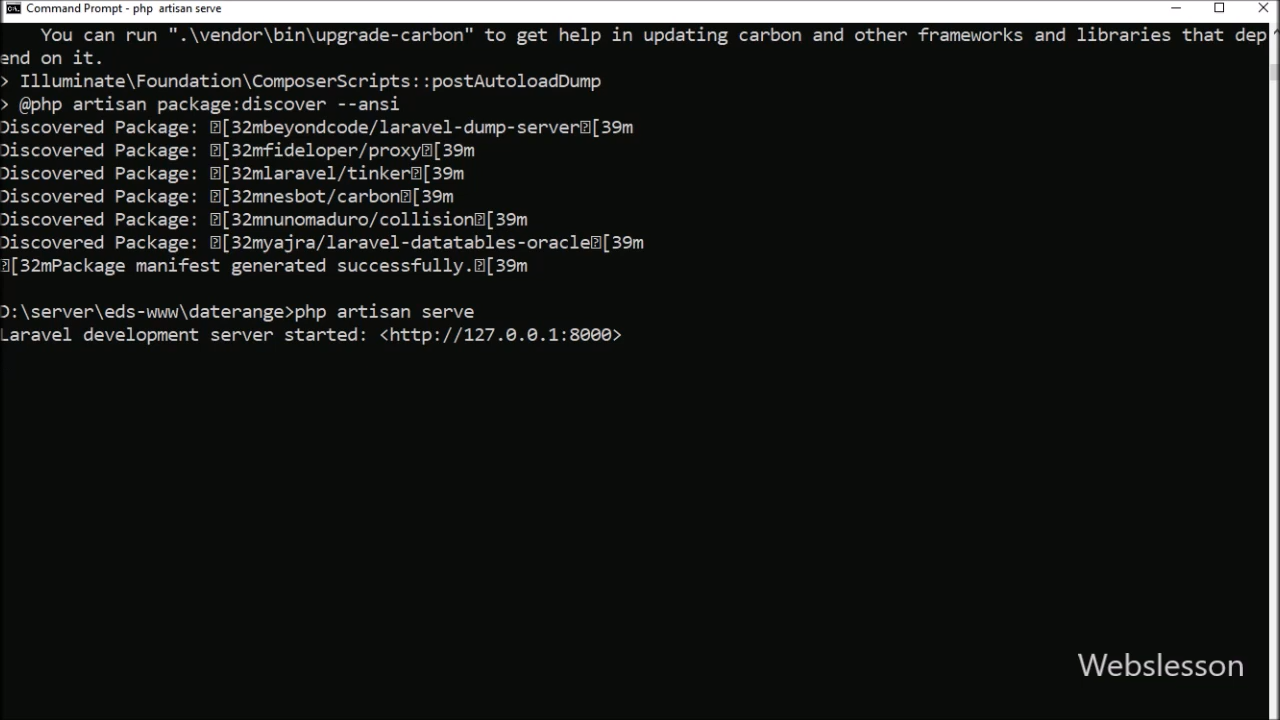 Command Prompt - php  artisan serve
You can run ".\vendor\bin\upgrade-carbon" to get help in updating carbon and other frameworks and libraries that dep
end on it.
> Illuminate\Foundation\ComposerScripts::postAutoloadDump
> @php artisan package:discover --ansi
Discovered Package: �[32mbeyondcode/laravel-dump-server�[39m
Discovered Package: �[32mfideloper/proxy�[39m
Discovered Package: �[32mlaravel/tinker�[39m
Discovered Package: �[32mnesbot/carbon�[39m
Discovered Package: �[32mnunomaduro/collision�[39m
Discovered Package: �[32myajra/laravel-datatables-oracle�[39m
�[32mPackage manifest generated successfully.�[39m
D:\server\eds-www\daterange>php artisan serve
Laravel development server started: <http://127.0.0.1:8000>
Webslesson